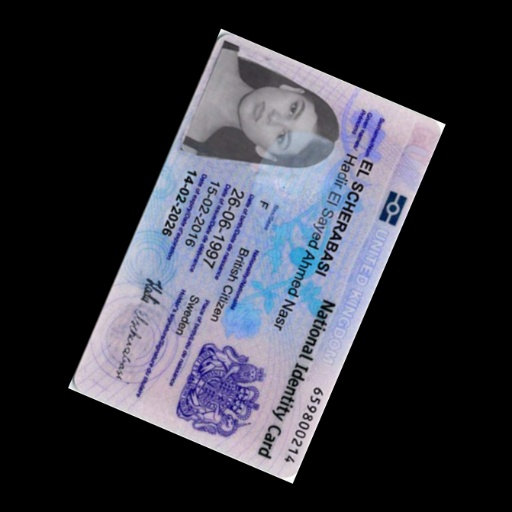 UNITED KINGDOM
National Identity Card
659800214
EL SCHERABASI
Hadir El Sayed Ahmed Nasr
F
British Citizen
26-06-1997
15-02-2016
Sweden
14-02-2026